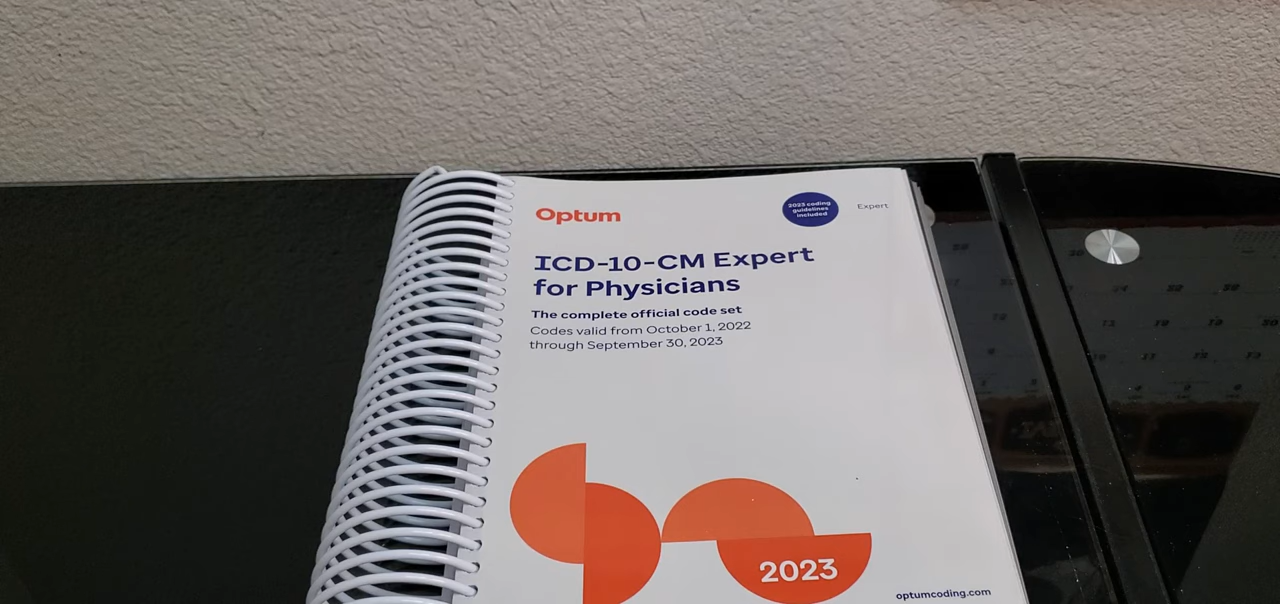 Optum
2023 coding
guidelines
included
Expert
ICD-10-CM Expert
for Physicians
The complete official code set
Codes valid from October 1, 2022
through September 30, 2023
2023
optumcoding.com